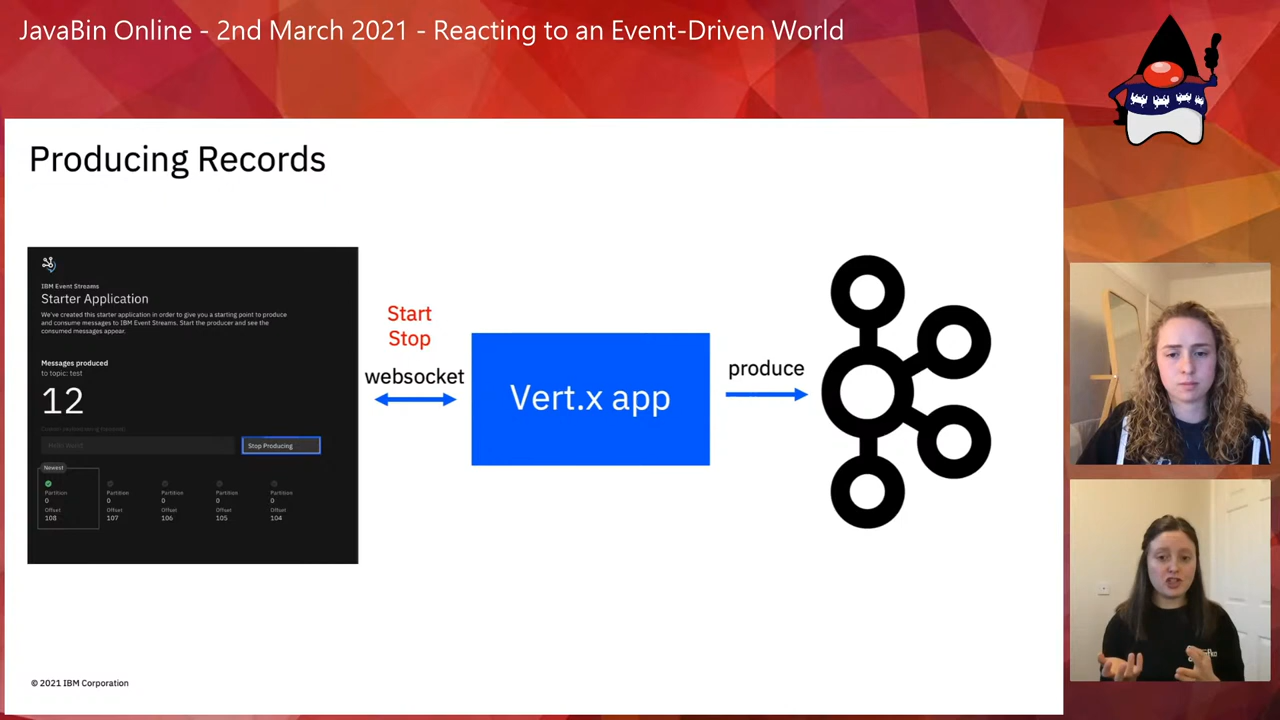 JavaBin Online - 2nd March 2021 - Reacting to an Event-Driven World
Producing Records
IBM Event Streams
Starter Application
We've created this starter application in order to give you a starting point to produce
and consume messages to IBM Event Streams. Start the producer and see the
consumed messages appear.
Messages produced
to topic: test
12
Stop Producing
Newest
Partition Partition Partition Partition Partition
0 0 0 0 0
Offset Offset Offset Offset Offset
108 107 106 105 104
Start
Stop
websocket
Vert.x app
produce
© 2021 IBM Corporation